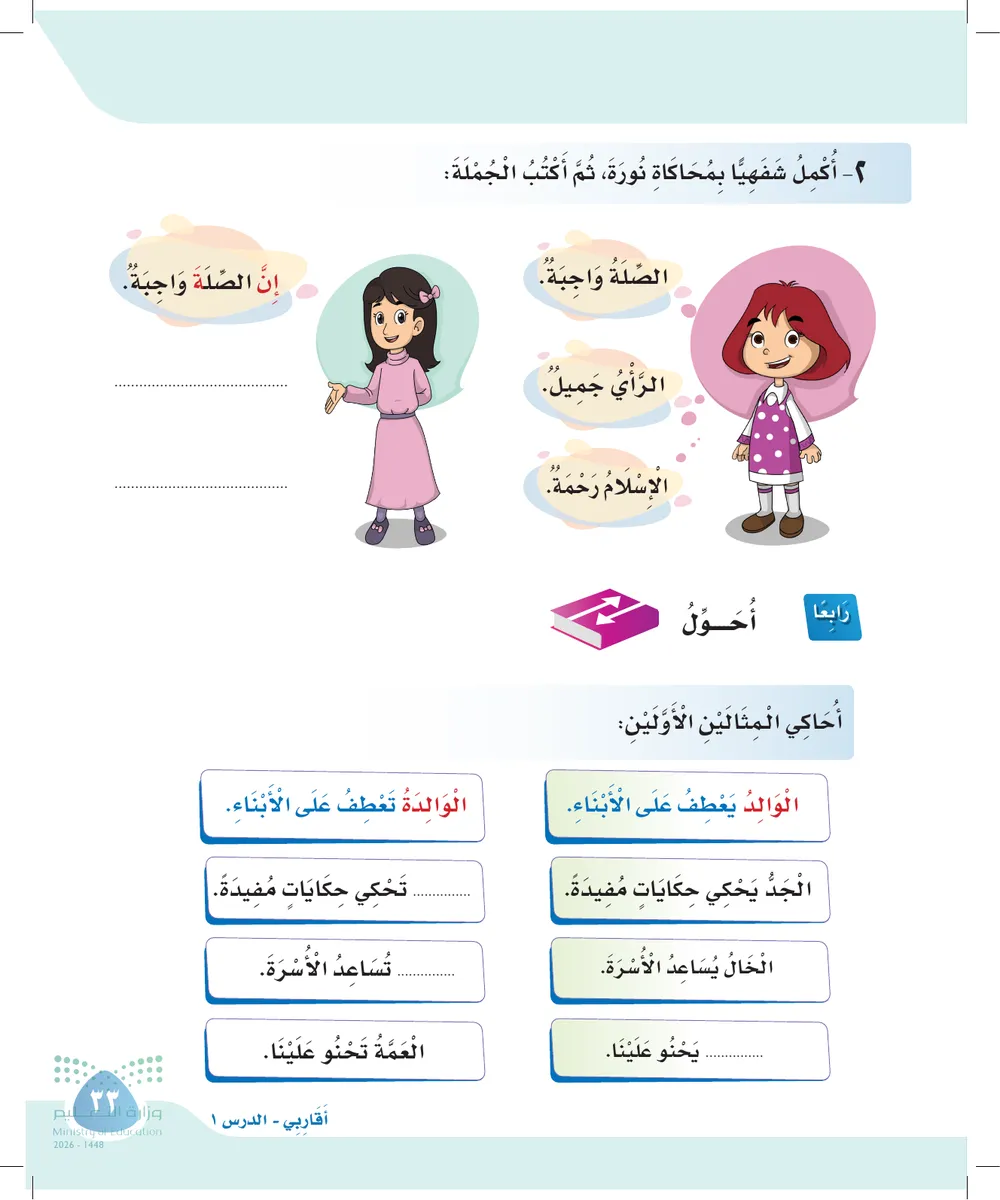 ٢- أُكْمِلُ شَفَهِيًّا بِمُحَاكَاةِ نُورَةَ، ثُمَّ أَكْتُبُ الْجُمْلَةَ:
الصِّلَةُ وَاجِبَةٌ.
إِنَّ الصِّلَةَ وَاجِبَةٌ.
الرَّأْيُ جَمِيلٌ.
......................................
الْإِسْلَامُ رَحْمَةٌ.
......................................
رَابِعًا
أُحَـــوِّلُ
أُحَاكِي الْمِثَالَيْنِ الْأَوَّلَيْنِ:
الْوَالِدُ يَعْطِفُ عَلَى الْأَبْنَاءِ.
الْوَالِدَةُ تَعْطِفُ عَلَى الْأَبْنَاءِ.
الْجَدُّ يَحْكِي حِكَايَاتٍ مُفِيدَةً.
............... تَحْكِي حِكَايَاتٍ مُفِيدَةً.
الْخَالُ يُسَاعِدُ الْأُسْرَةَ.
............... تُسَاعِدُ الْأُسْرَةَ.
............... يَحْنُو عَلَيْنَا.
الْعَمَّةُ تَحْنُو عَلَيْنَا.
أَقَارِبِي - الدرس ١
٣٣
وزارة التعليم
Ministry of Education
2026 - 1448